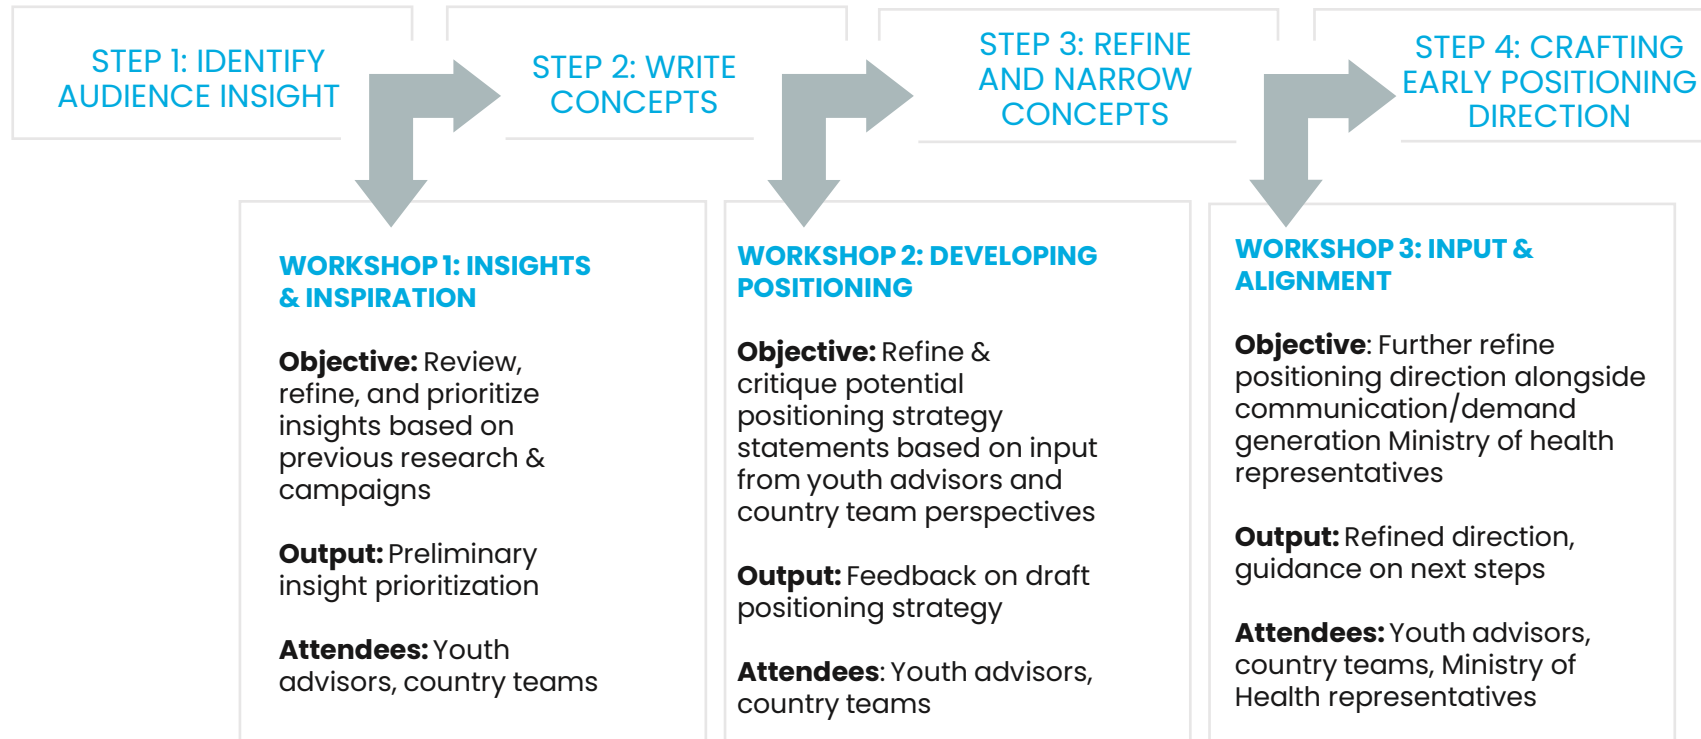 STEP 1: IDENTIFY
AUDIENCE INSIGHT
STEP 2: WRITE
CONCEPTS
STEP 3: REFINE
AND NARROW
CONCEPTS
STEP 4: CRAFTING
EARLY POSITIONING
DIRECTION
WORKSHOP 1: INSIGHTS
& INSPIRATION
Objective: Review,
refine, and prioritize
insights based on
previous research &
campaigns
Output: Preliminary
insight prioritization
Attendees: Youth
advisors, country teams
WORKSHOP 2: DEVELOPING
POSITIONING
Objective: Refine &
critique potential
positioning strategy
statements based on input
from youth advisors and
country team perspectives
Output: Feedback on draft
positioning strategy
Attendees: Youth advisors,
country teams
WORKSHOP 3: INPUT &
ALIGNMENT
Objective: Further refine
positioning direction alongside
communication/demand
generation Ministry of health
representatives
Output: Refined direction,
guidance on next steps
Attendees: Youth advisors,
country teams, Ministry of
Health representatives